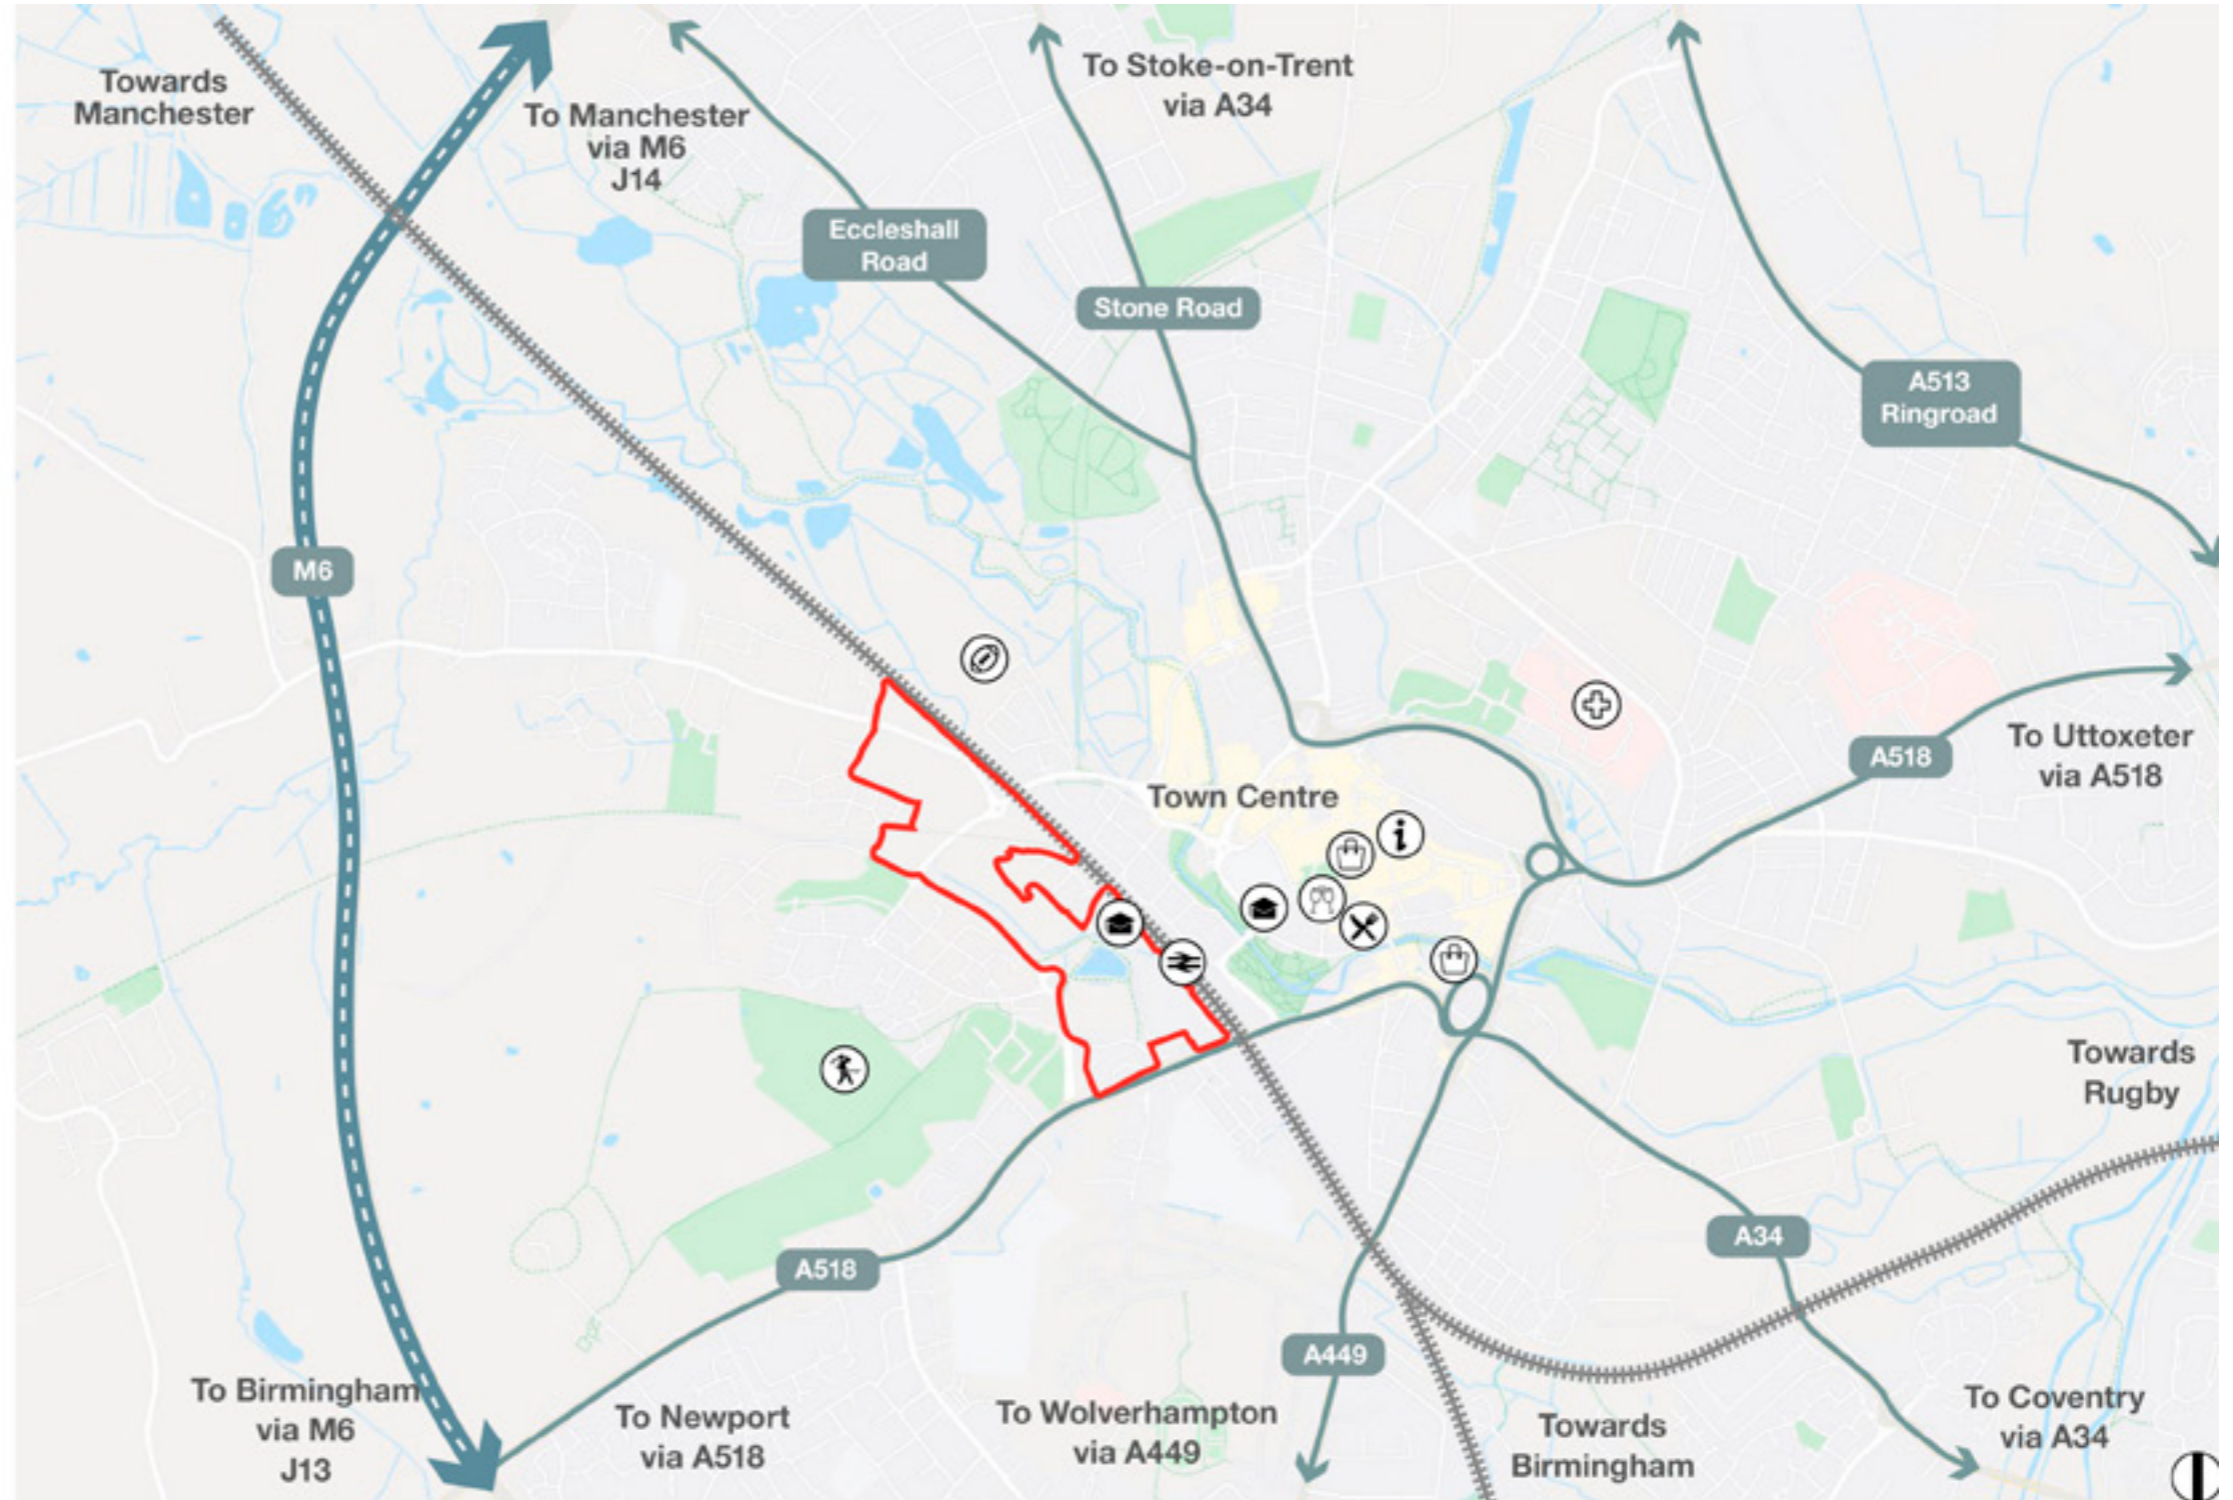 Towards
Manchester
To Manchester
via M6
J14
To Stoke-on-Trent
via A34
Eccleshall
Road
Stone Road
A513
Ringroad
M6
A518
To Uttoxeter
via A518
Town Centre
i
Towards
Rugby
A518
A34
A449
To Birmingham
via M6
J13
To Newport
via A518
To Wolverhampton
via A449
Towards
Birmingham
To Coventry
via A34